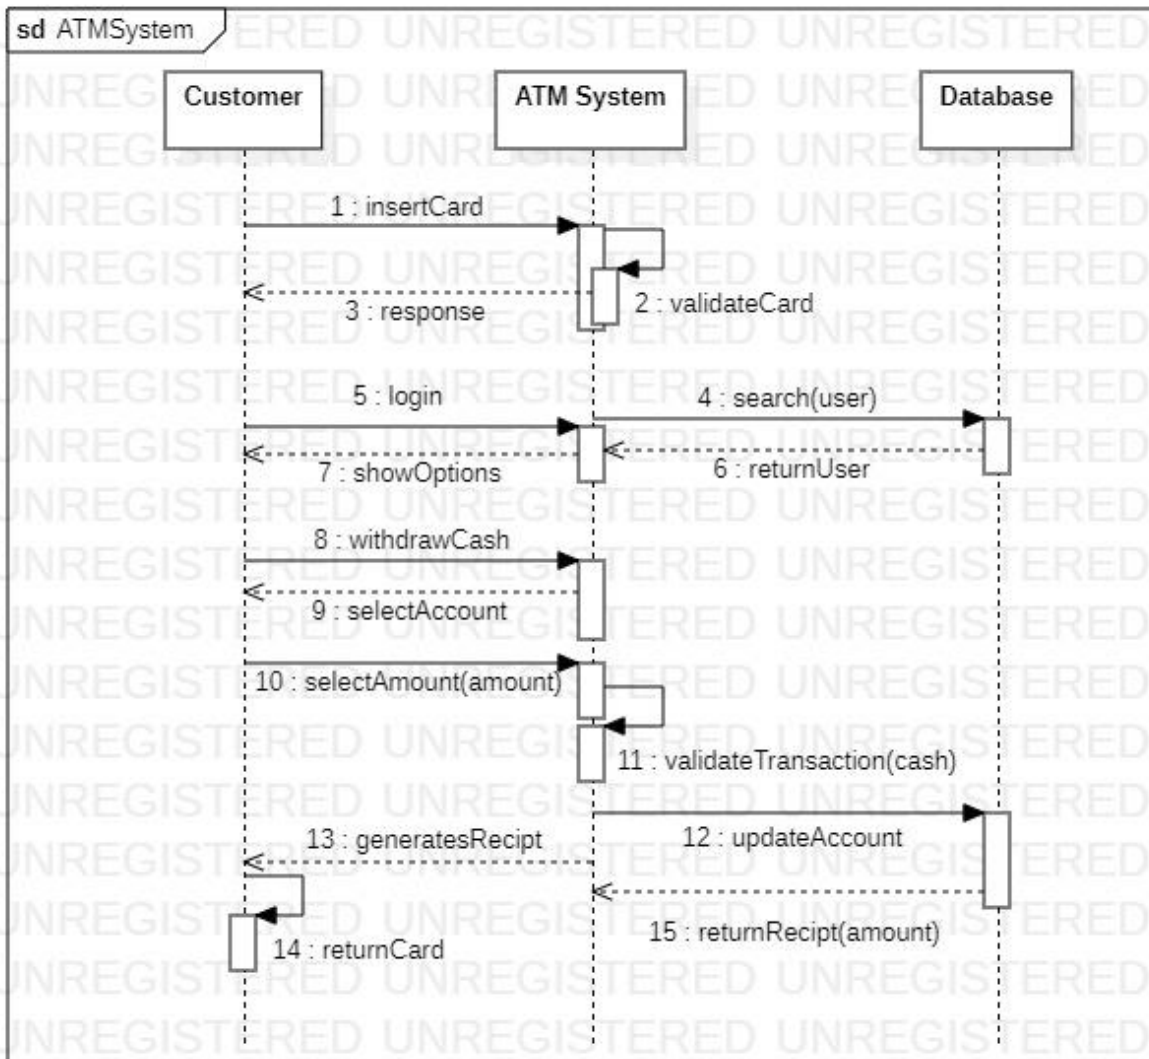 sd ATMSystem
Customer
ATM System
Database
1 : insertCard
2 : validateCard
3 : response
5 : login
4 : search(user)
7 : showOptions
6 : returnUser
8 : withdrawCash
9 : selectAccount
10 : selectAmount(amount)
11 : validateTransaction(cash)
13 : generatesRecipt
12 : updateAccount
15 : returnRecipt(amount)
14 : returnCard
UNREGISTERED